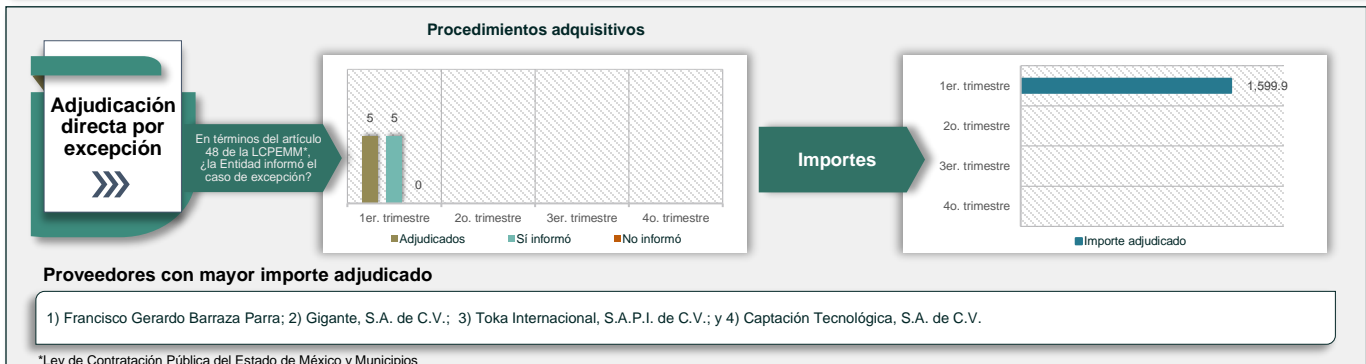 Procedimientos adquisitivos
Adjudicación
directa por
excepción
En términos del artículo
48 de la LCPEMM*,
¿la Entidad informó el
caso de excepción?
5 5
0
1er. trimestre 2o. trimestre 3er. trimestre 4o. trimestre
Adjudicados Sí informó No informó
Importes
1er. trimestre 1,599.9
2o. trimestre
3er. trimestre
4o. trimestre
Importe adjudicado
Proveedores con mayor importe adjudicado
1) Francisco Gerardo Barraza Parra; 2) Gigante, S.A. de C.V.; 3) Toka Internacional, S.A.P.I. de C.V.; y 4) Captación Tecnológica, S.A. de C.V.
*Ley de Contratación Pública del Estado de México y Municipios